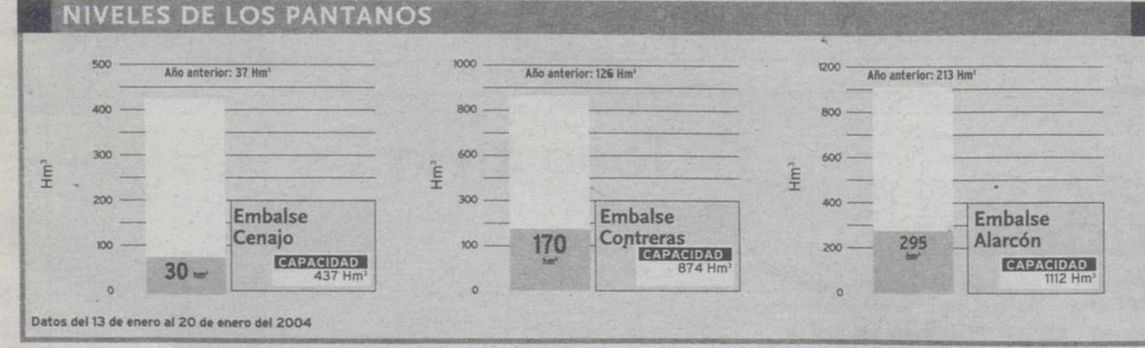 NIVELES DE LOS PANTANOS
Año anterior: 37 Hm³
500
400
300
200
100
0
Hm³
30 hm³
Embalse
Cenajo
CAPACIDAD
437 Hm³
Año anterior: 126 Hm³
1000
800
600
300
100
0
Hm³
170
hm³
Embalse
Contreras
CAPACIDAD
874 Hm³
Año anterior: 213 Hm³
1200
800
600
400
200
0
Hm³
295
hm³
Embalse
Alarcón
CAPACIDAD
1112 Hm³
Datos del 13 de enero al 20 de enero del 2004